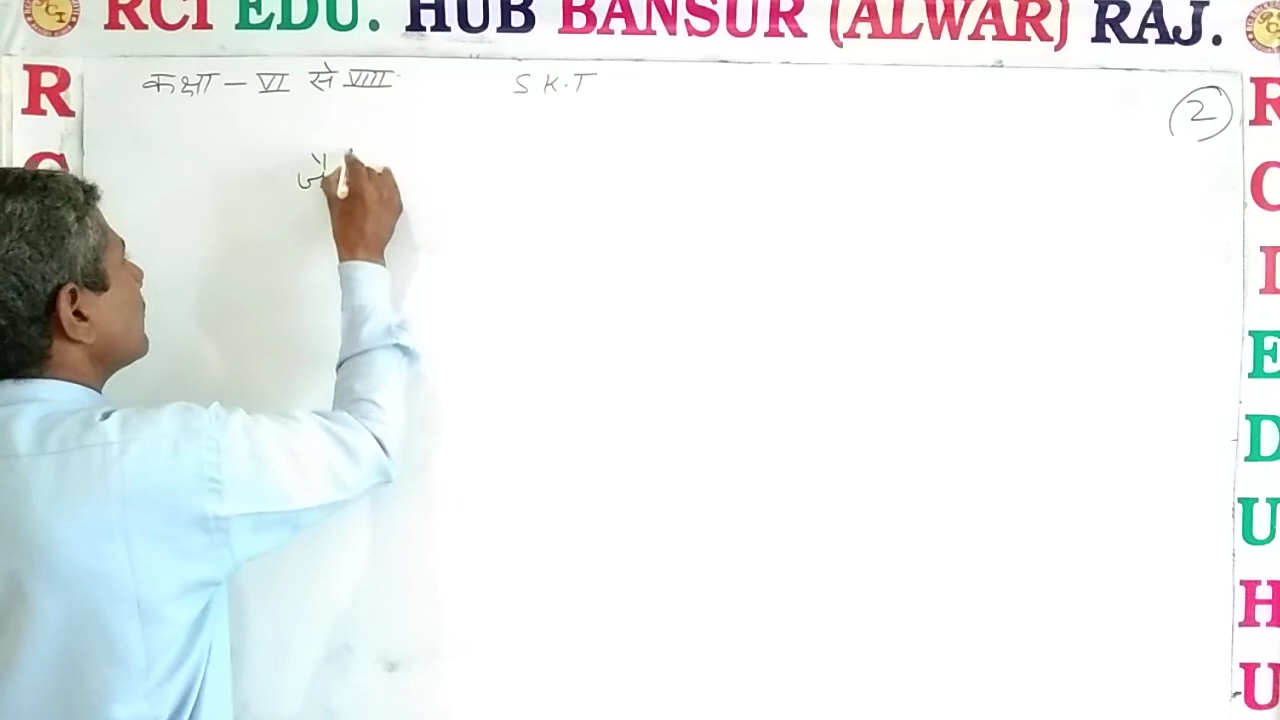 RCI EDU. HUB BANSUR (ALWAR) RAJ.
कक्षा - VI से VIII. S K.T
2
R
C
R
C
I
E
D
U
H
U